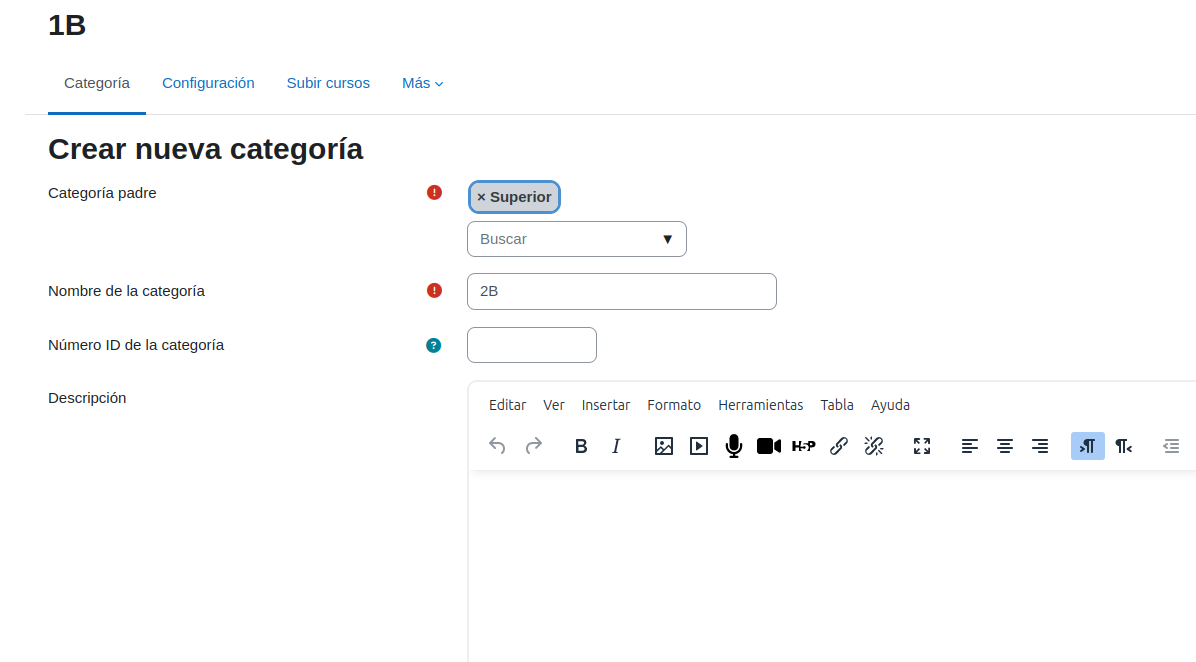 1B
Categoría Configuración Subir cursos Más
Crear nueva categoría
Categoría padre
× Superior
Buscar ▼
Nombre de la categoría
2B
Número ID de la categoría
Descripción
Editar Ver Insertar Formato Herramientas Tabla Ayuda
B I H-P